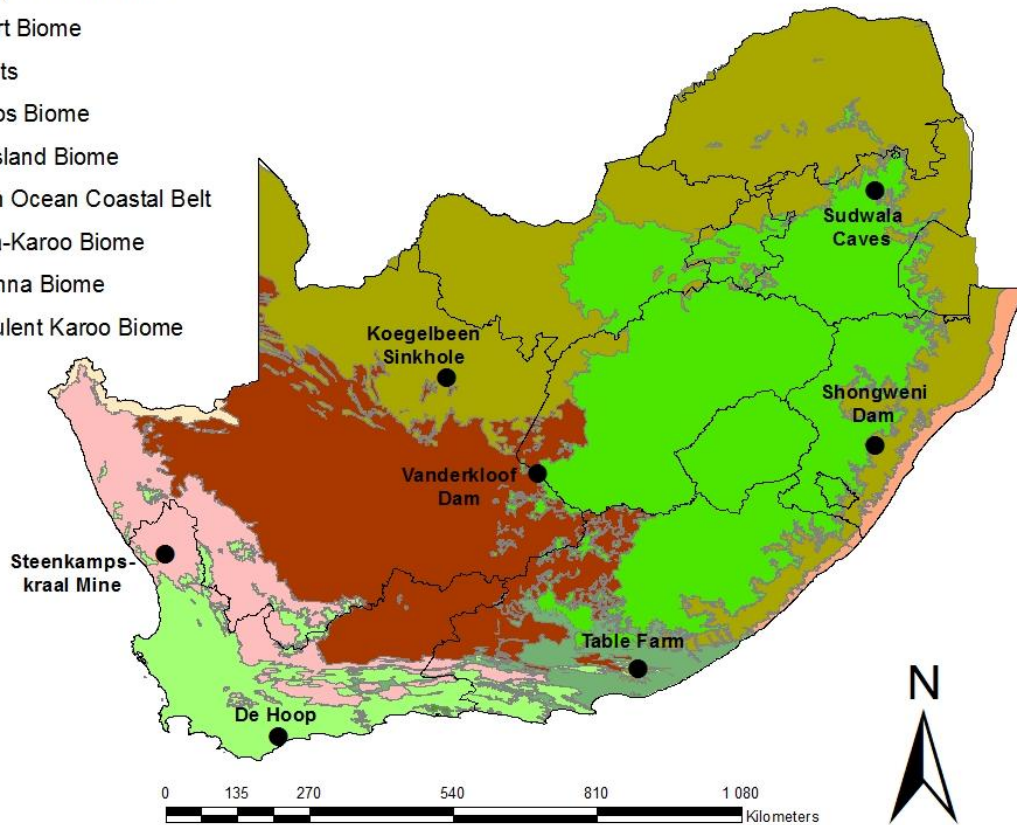 rt Biome
ts
os Biome
sland Biome
n Ocean Coastal Belt
a-Karoo Biome
nna Biome
ulent Karoo Biome
Sudwala
Caves
Koegelbeen
Sinkhole
Shongweni
Dam
Vanderkloof
Dam
Steenkamps-
kraal Mine
Table Farm
De Hoop
N
0 135 270 540 810 1 080
Kilometers